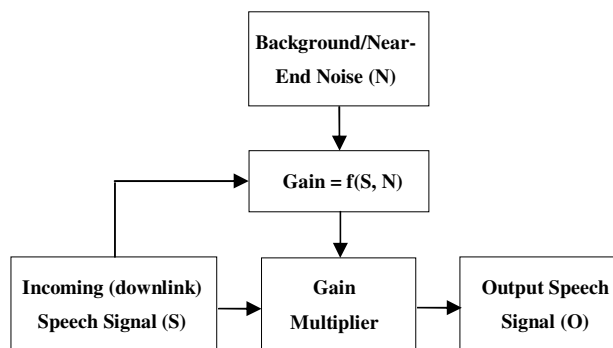 Background/Near-
End Noise (N)
Gain = f(S, N)
Incoming (downlink)
Speech Signal (S)
Gain
Multiplier
Output Speech
Signal (O)